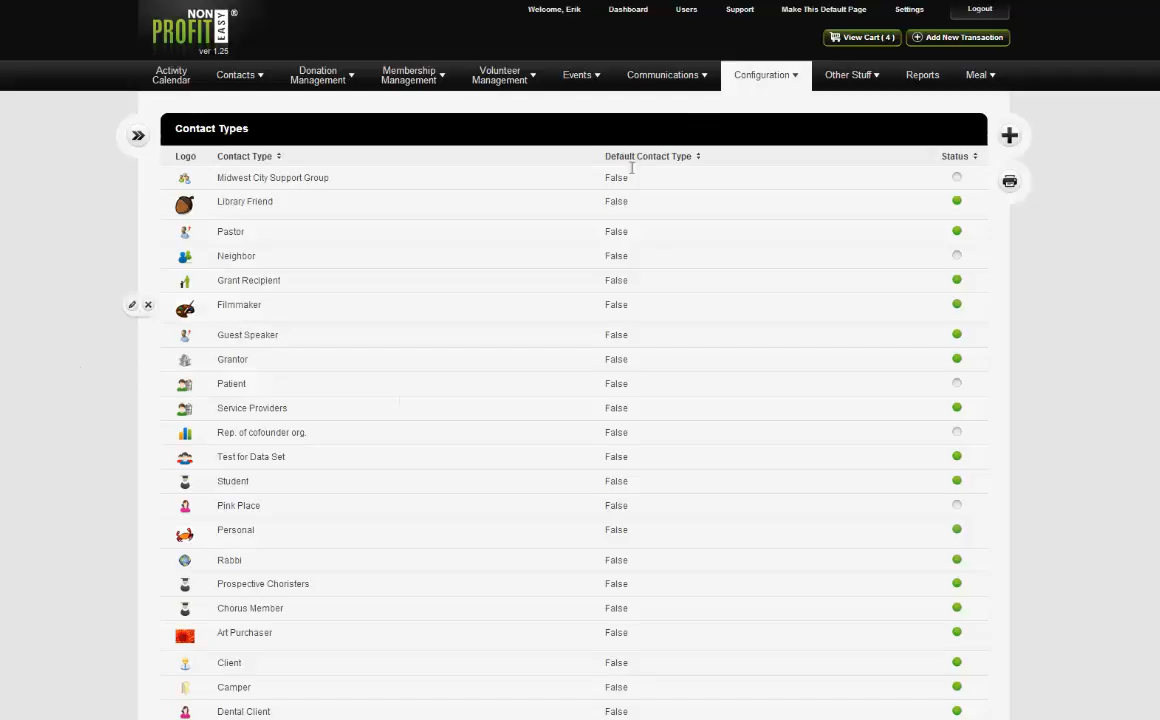 NON
PROFIT EASY ®
ver 1.25
Welcome, Erik Dashboard Users Support Make This Default Page Settings Logout
View Cart ( 4 ) Add New Transaction
Activity Calendar Contacts Donation Management Membership Management Volunteer Management Events Communications Configuration Other Stuff Reports Meal
Contact Types
Logo Contact Type Default Contact Type Status
Midwest City Support Group False
Library Friend False
Pastor False
Neighbor False
Grant Recipient False
Filmmaker False
Guest Speaker False
Grantor False
Patient False
Service Providers False
Rep. of cofounder org. False
Test for Data Set False
Student False
Pink Place False
Personal False
Rabbi False
Prospective Choristers False
Chorus Member False
Art Purchaser False
Client False
Camper False
Dental Client False